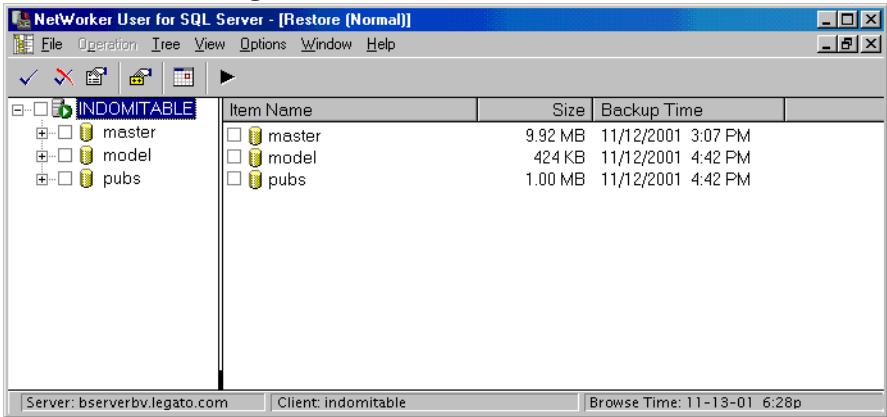 NetWorker User for SQL Server - [Restore (Normal)]
File Operation Tree View Options Window Help
INDOMITABLE
master
model
pubs
Item Name Size Backup Time
master 9.92 MB 11/12/2001 3:07 PM
model 424 KB 11/12/2001 4:42 PM
pubs 1.00 MB 11/12/2001 4:42 PM
Server: bserverbv.legato.com Client: indomitable Browse Time: 11-13-01 6:28p